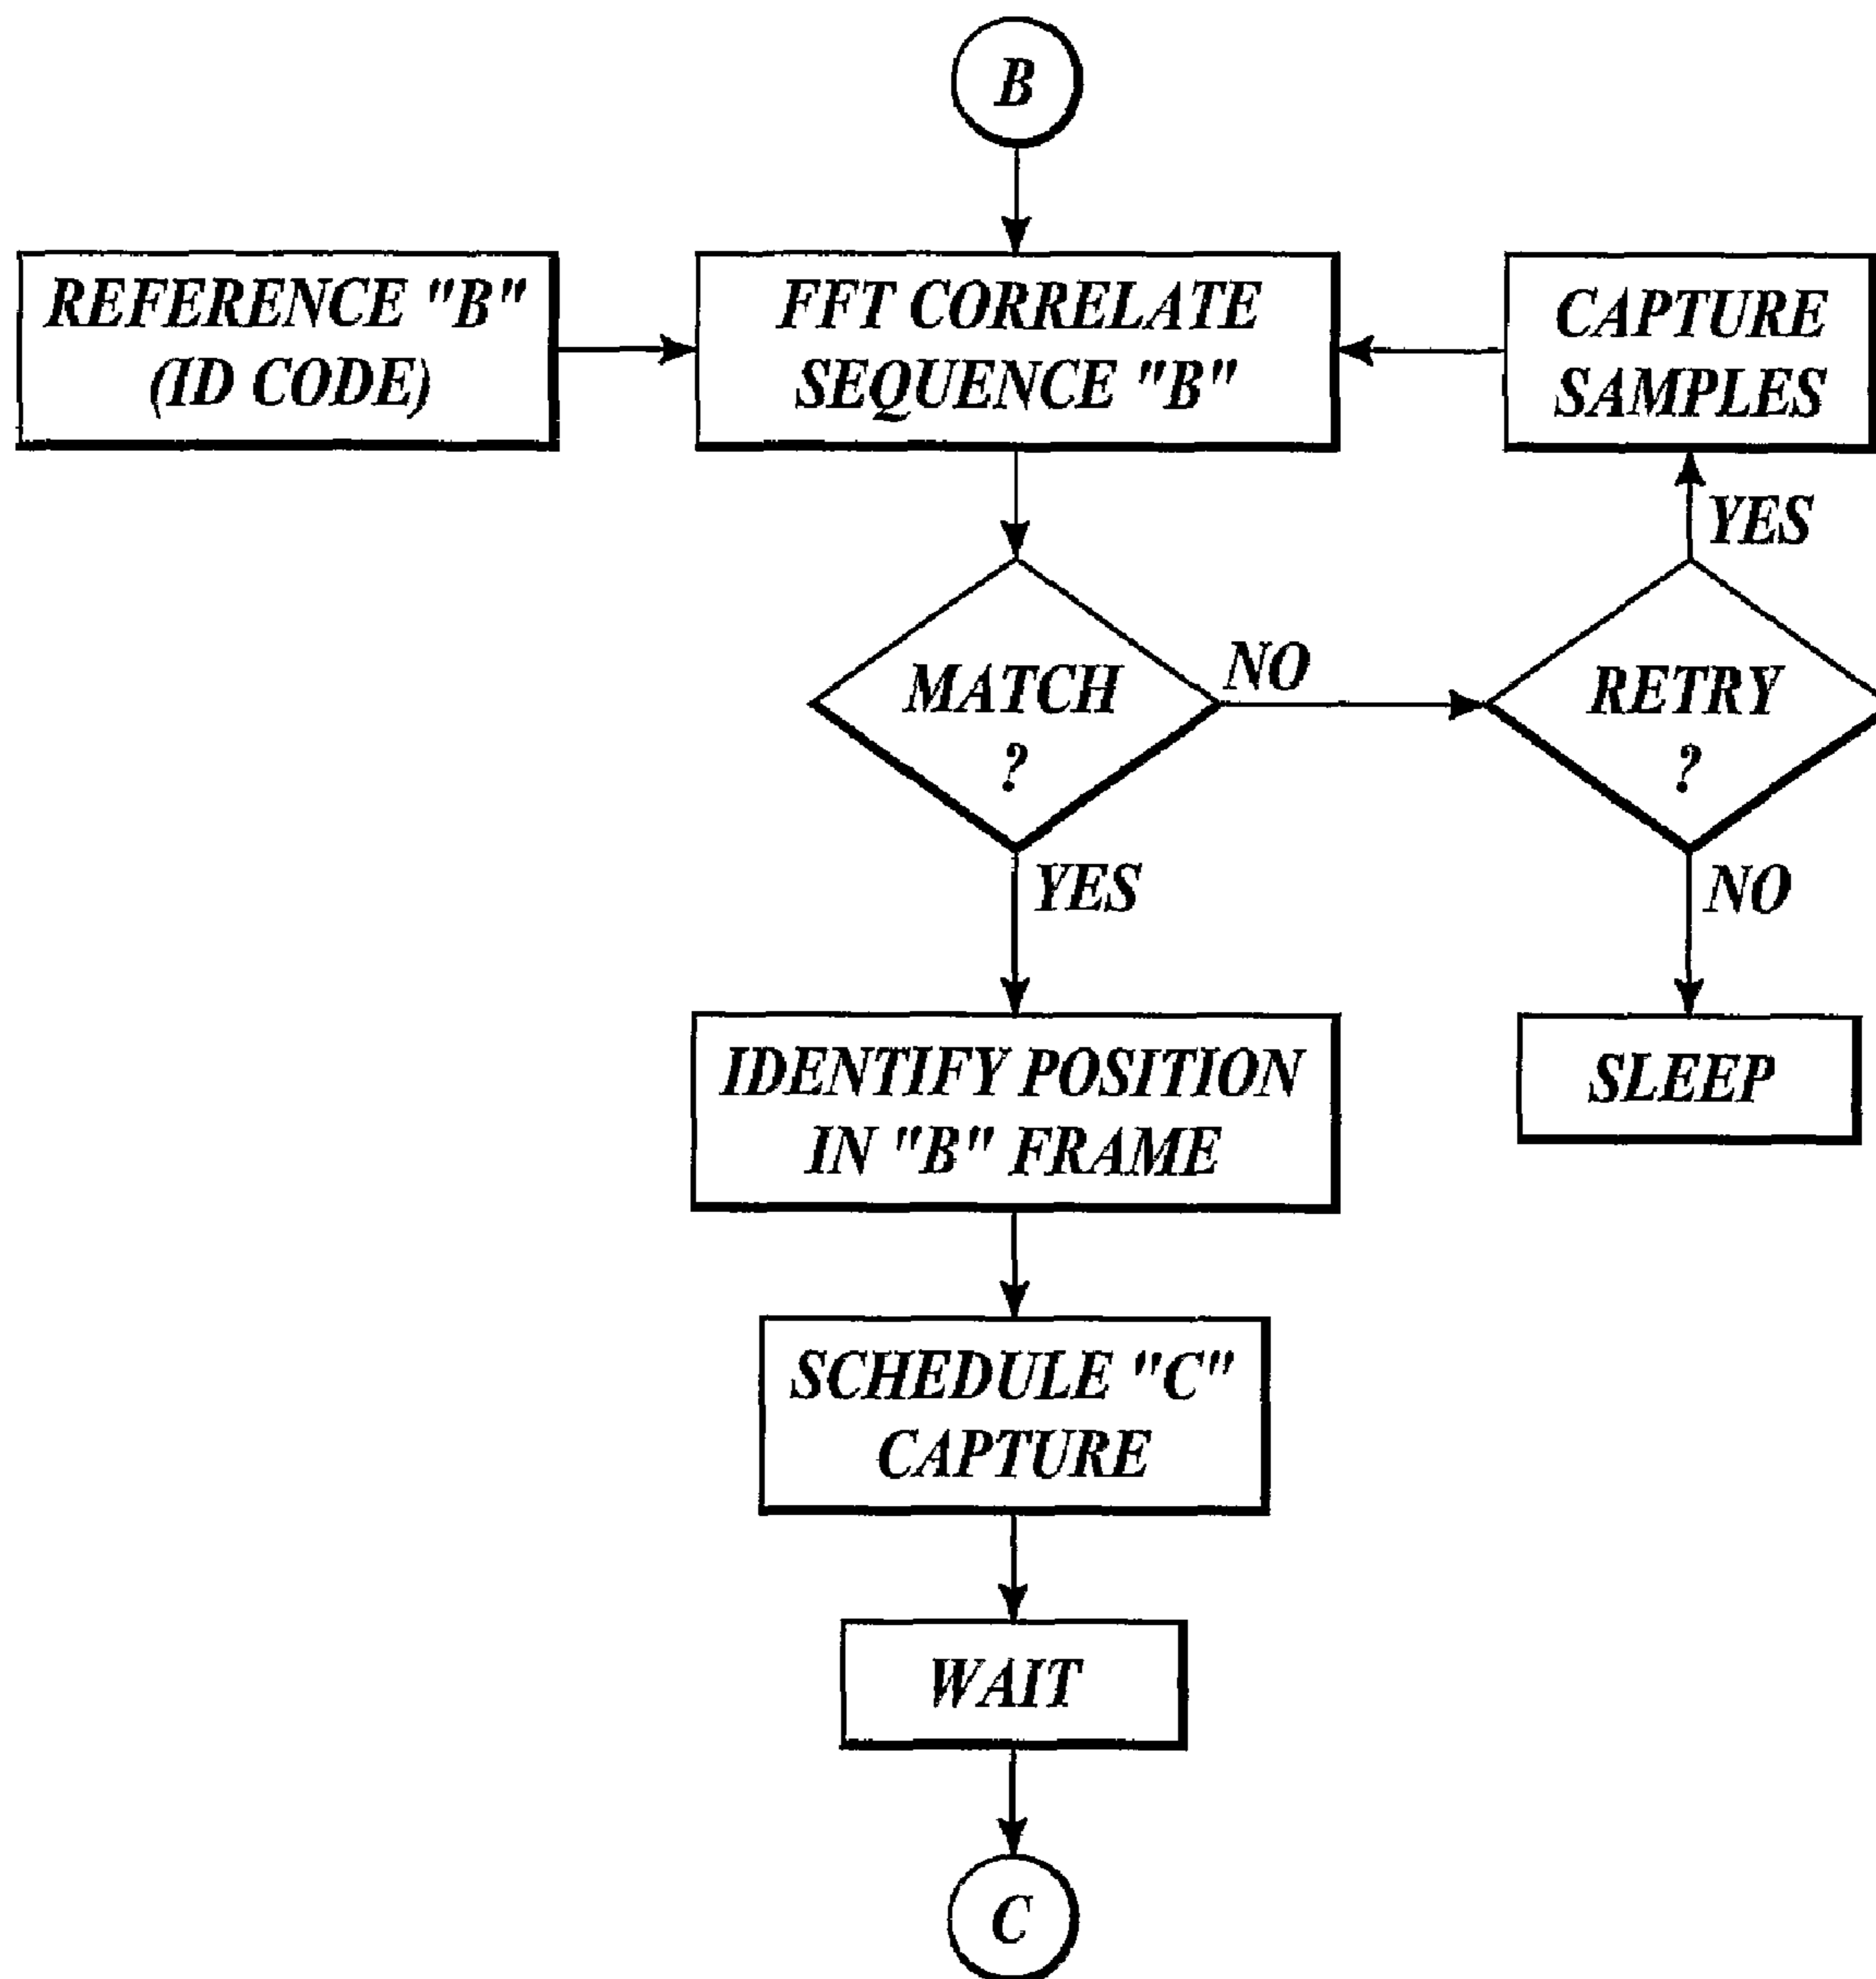 B
REFERENCE "B"
(ID CODE)
FFT CORRELATE
SEQUENCE "B"
CAPTURE
SAMPLES
YES
MATCH
?
NO
RETRY
?
YES
NO
IDENTIFY POSITION
IN "B" FRAME
SLEEP
SCHEDULE "C"
CAPTURE
WAIT
C